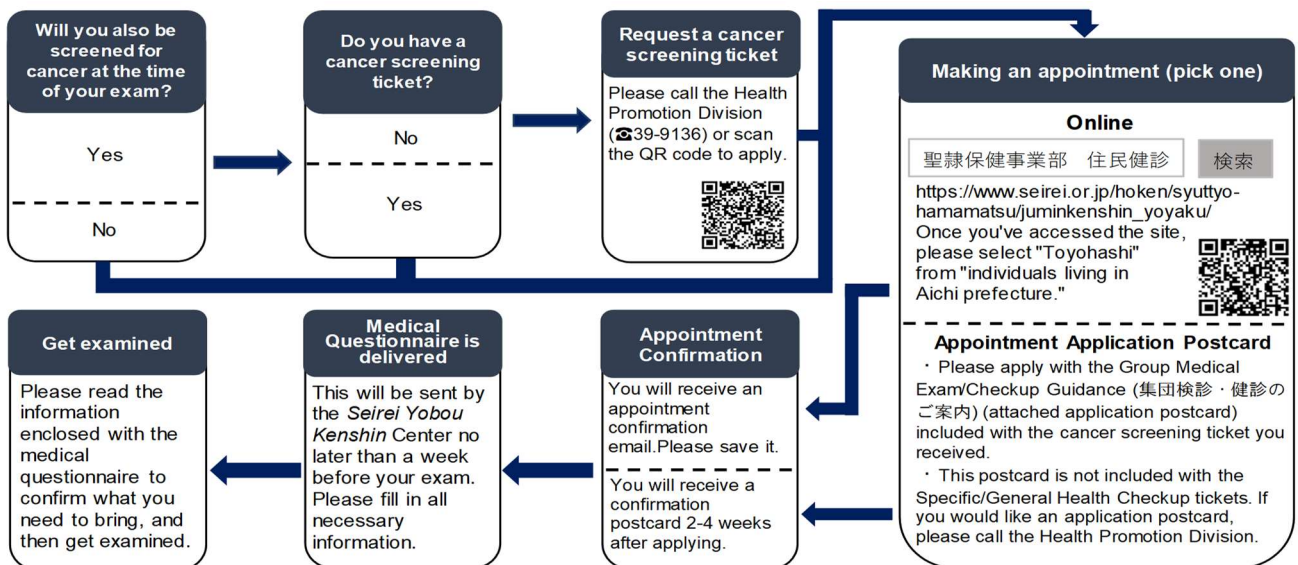 Will you also be
screened for
cancer at the time
of your exam?
Yes
No
Do you have a
cancer screening
ticket?
No
Yes
Request a cancer
screening ticket
Please call the Health
Promotion Division
(☎39-9136) or scan
the QR code to apply.
Making an appointment (pick one)
Online
聖隷保健事業部 住民健診
検索
https://www.seirei.or.jp/hoken/syuttyo-
hamamatsu/juminkenshin_yoyaku/
Once you've accessed the site,
please select "Toyohashi"
from "individuals living in
Aichi prefecture."
Appointment Application Postcard
・Please apply with the Group Medical
Exam/Checkup Guidance (集団検診・健診の
ご案内) (attached application postcard)
included with the cancer screening ticket you
received.
・This postcard is not included with the
Specific/General Health Checkup tickets. If
you would like an application postcard,
please call the Health Promotion Division.
Appointment
Confirmation
You will receive an
appointment
confirmation
email.Please save it.
You will receive a
confirmation
postcard 2-4 weeks
after applying.
Medical
Questionnaire is
delivered
This will be sent by
the Seirei Yobou
Kenshin Center no
later than a week
before your exam.
Please fill in all
necessary
information.
Get examined
Please read the
information
enclosed with the
medical
questionnaire to
confirm what you
need to bring, and
then get examined.